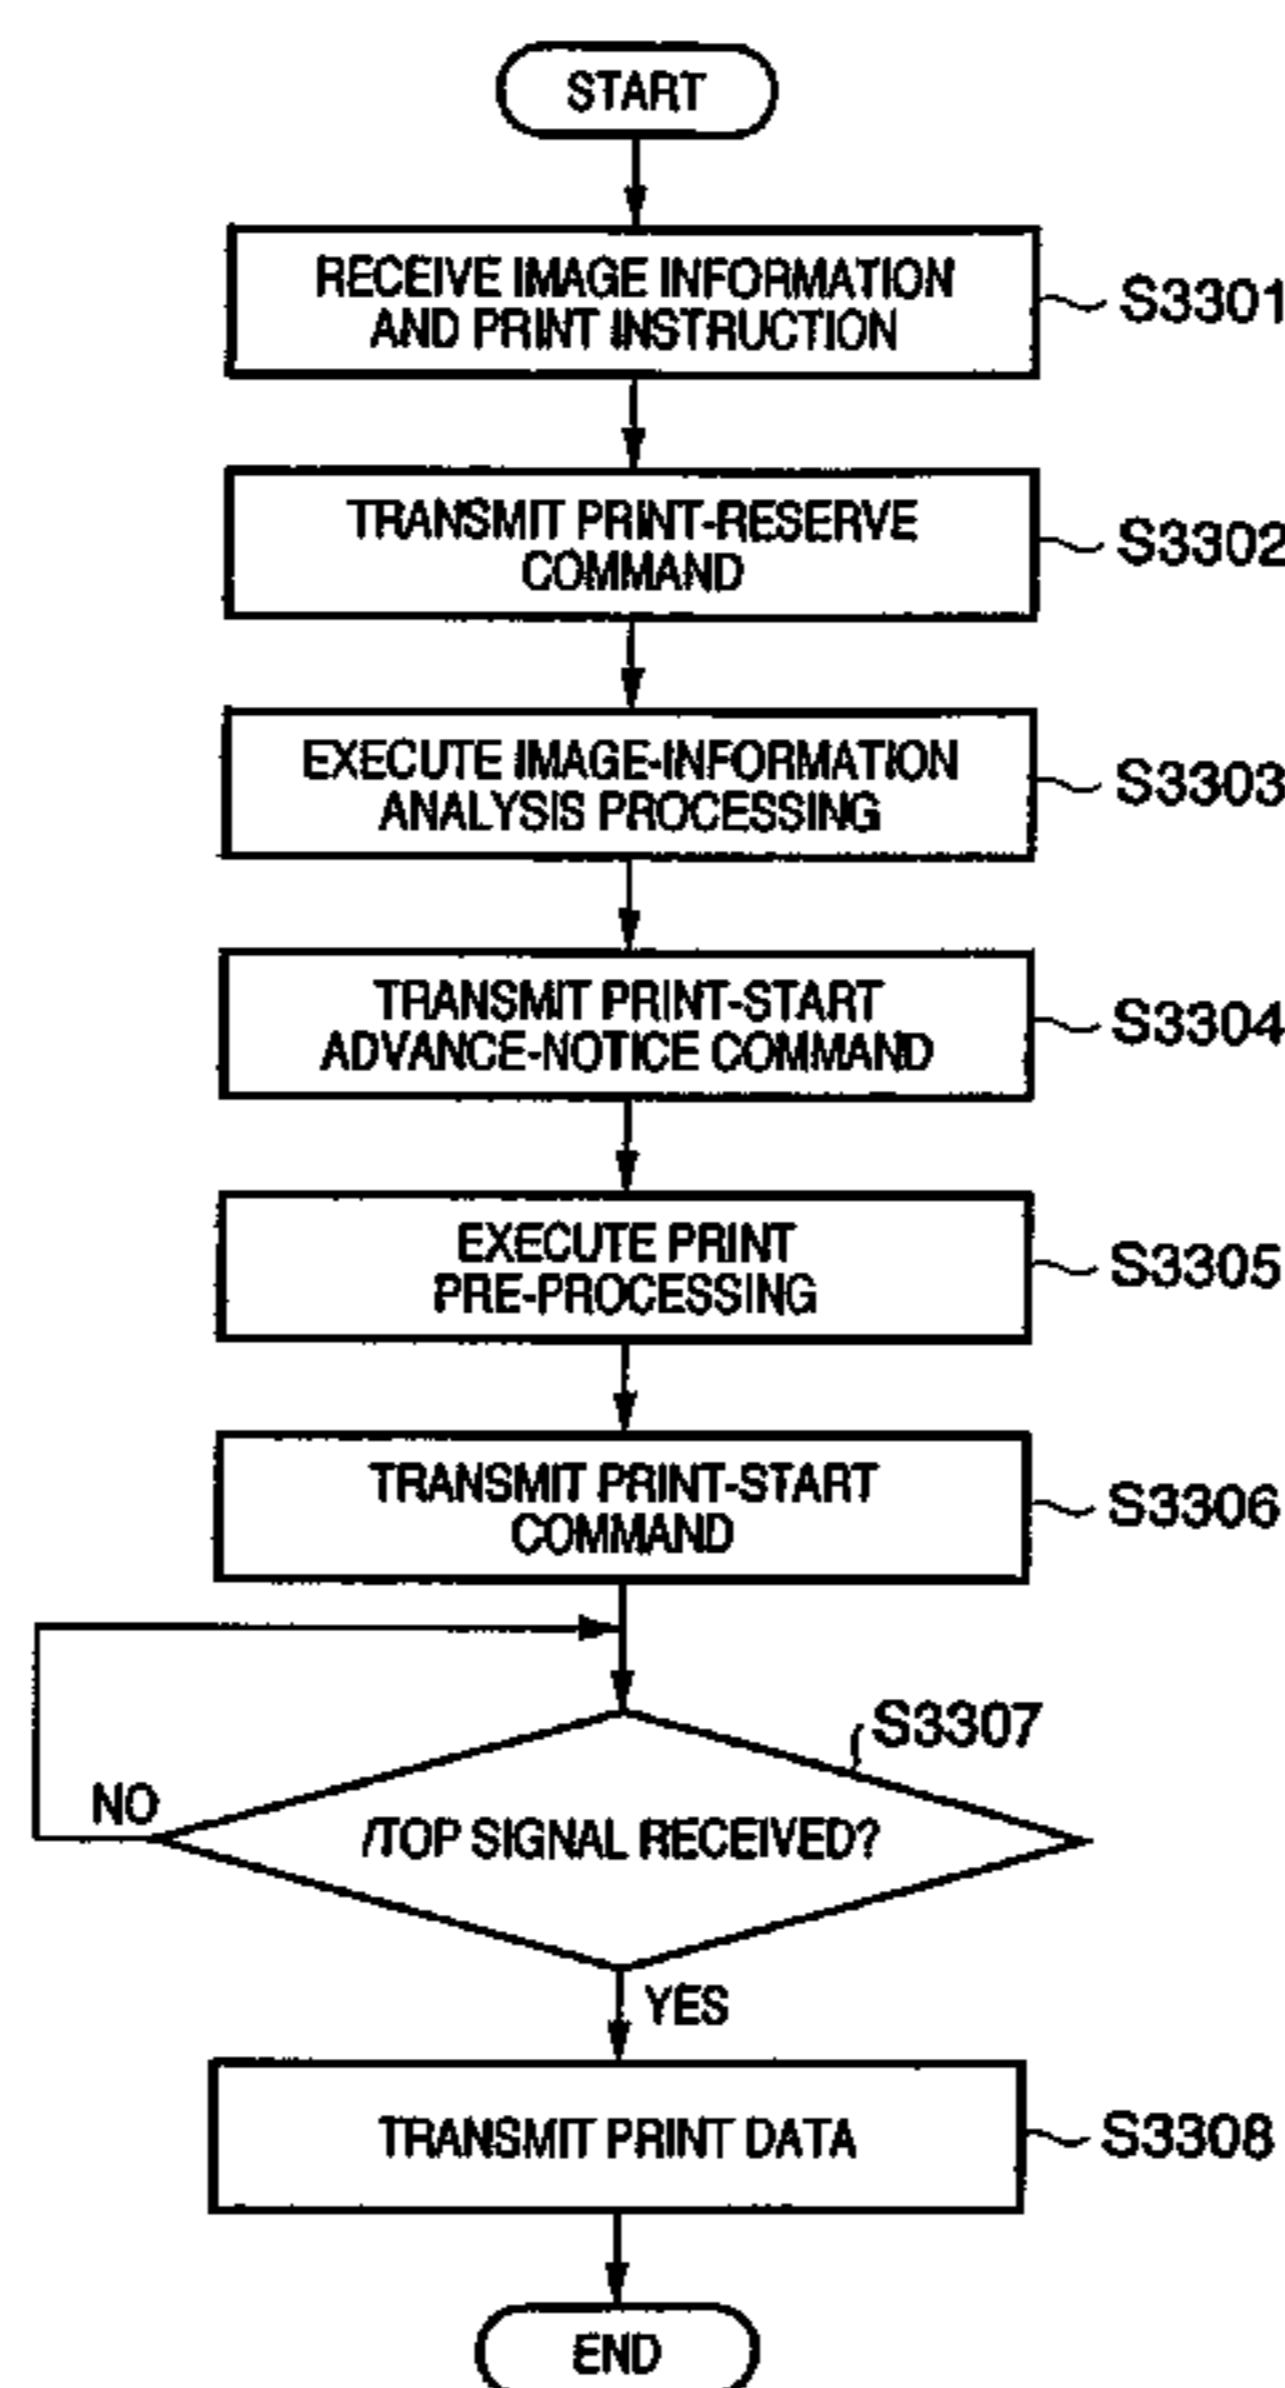 START
RECEIVE IMAGE INFORMATION
AND PRINT INSTRUCTION
S3301
TRANSMIT PRINT-RESERVE
COMMAND
S3302
EXECUTE IMAGE-INFORMATION
ANALYSIS PROCESSING
S3303
TRANSMIT PRINT-START
ADVANCE-NOTICE COMMAND
S3304
EXECUTE PRINT
PRE-PROCESSING
S3305
TRANSMIT PRINT-START
COMMAND
S3306
S3307
NO
/TOP SIGNAL RECEIVED?
YES
TRANSMIT PRINT DATA
S3308
END